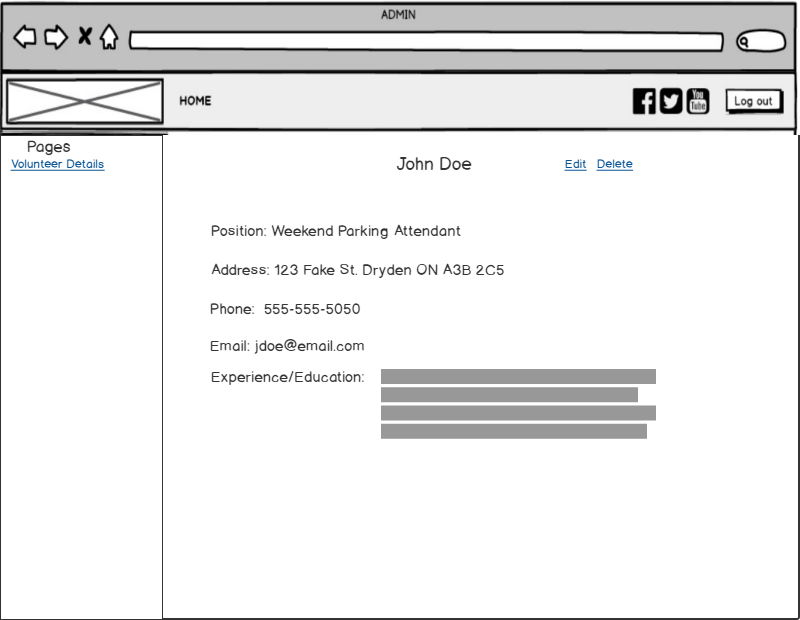 ADMIN
HOME
You
Tube
Log out
Pages
Volunteer Details
John Doe
Edit Delete
Position: Weekend Parking Attendant
Address: 123 Fake St. Dryden ON A3B 2C5
Phone: 555-555-5050
Email: jdoe@email.com
Experience/Education: